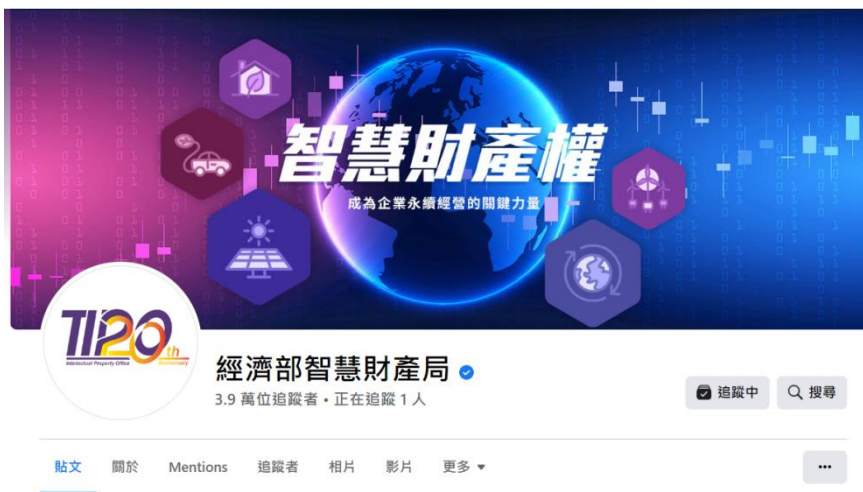 智慧財產權
成為企業永續經營的關鍵力量
TIPO 20th
Intellectual Property Office
Anniversary
經濟部智慧財產局
3.9 萬位追蹤者 • 正在追蹤 1 人
追蹤中 搜尋
貼文 關於 Mentions 追蹤者 相片 影片 更多